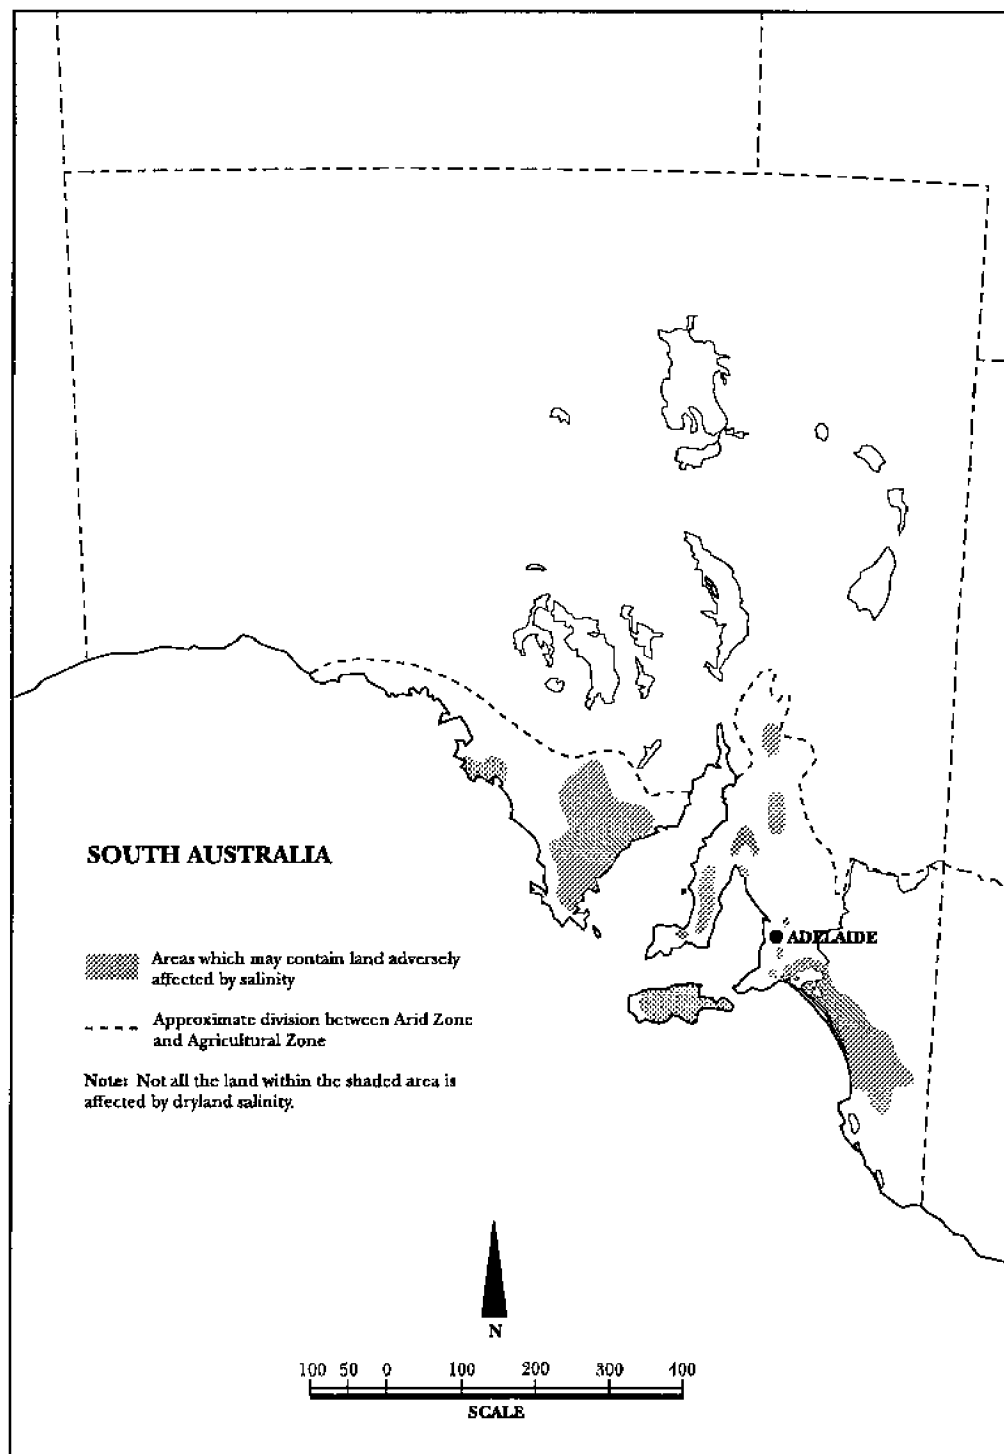 SOUTH AUSTRALIA
Areas which may contain land adversely
affected by salinity
Approximate division between Arid Zone
and Agricultural Zone
Note: Not all the land within the shaded area is
affected by dryland salinity.
ADELAIDE
N
100 50 0 100 200 300 400
SCALE